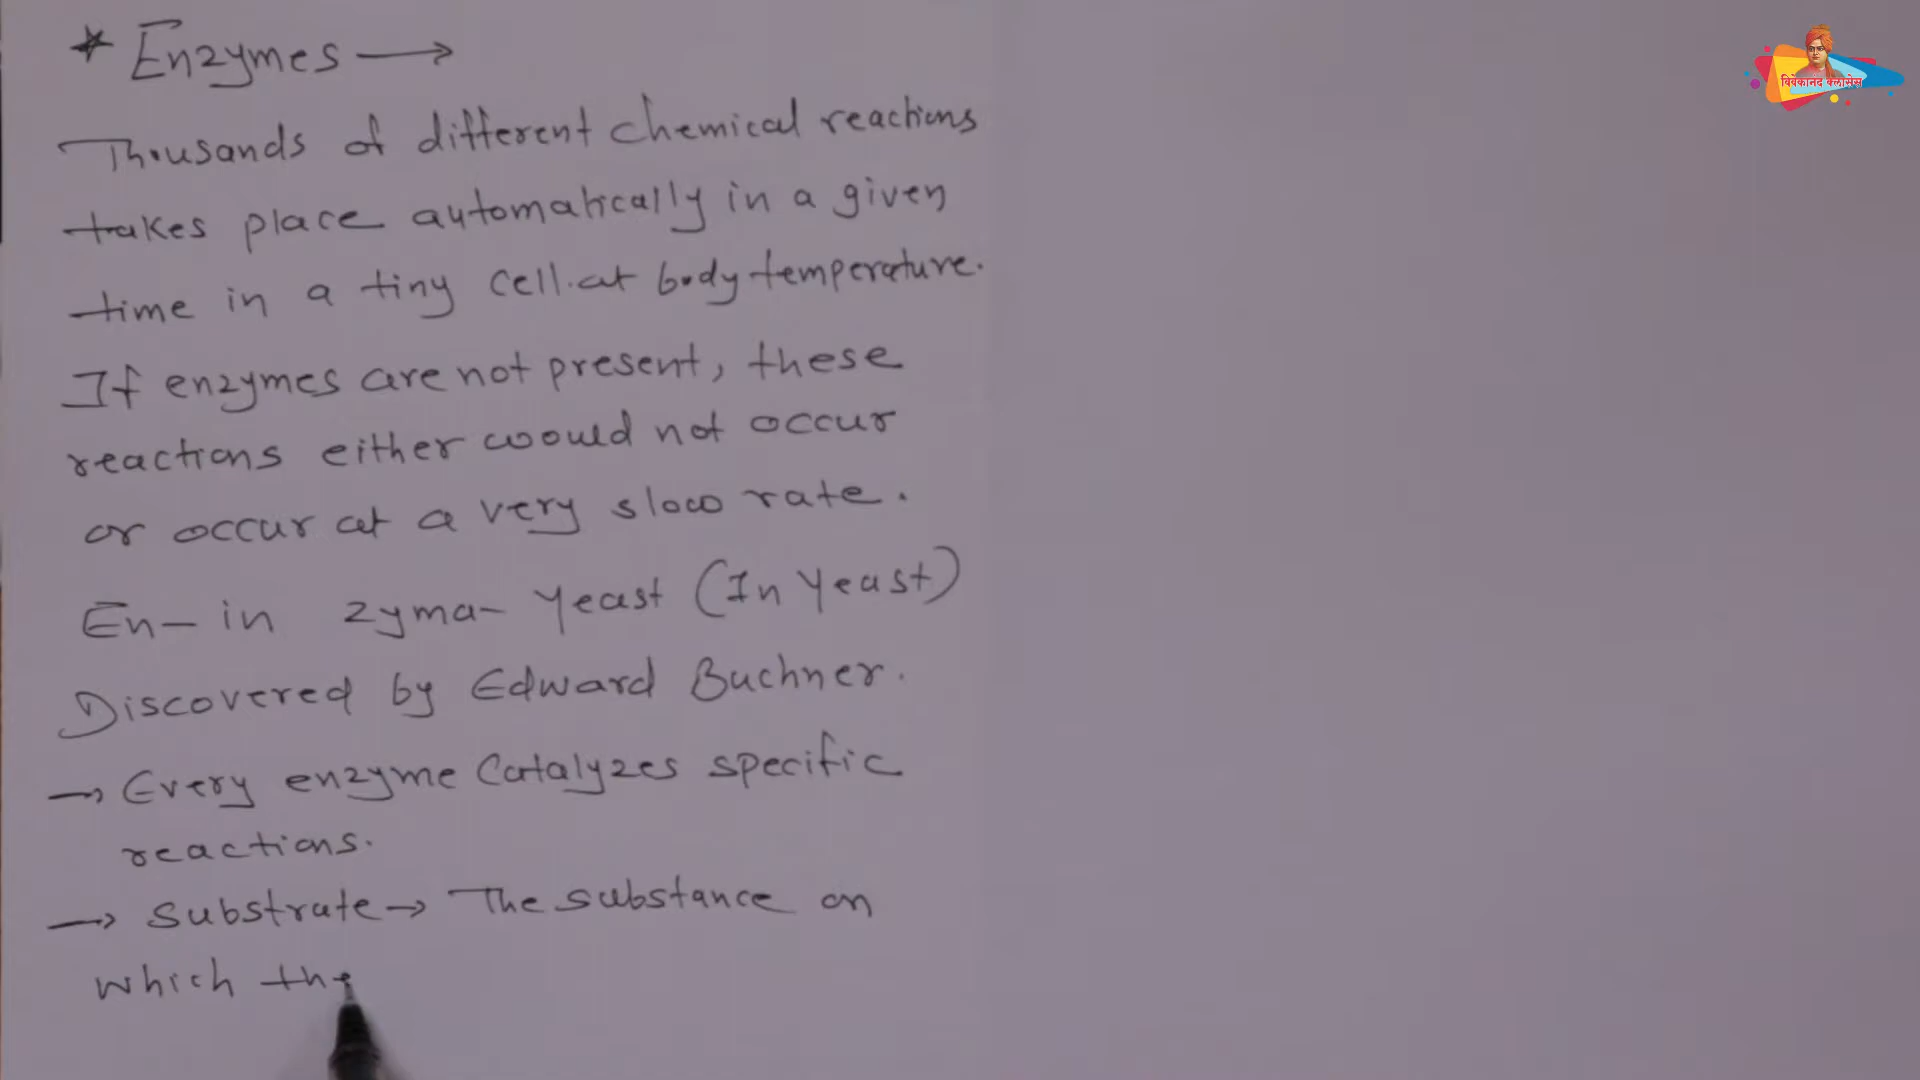 * Enzymes →
Thousands of different chemical reactions
takes place automatically in a given
time in a tiny cell.at body temperature.
If enzymes are not present, these
reactions either would not occur
or occur at a very slow rate.
En- in zyma- Yeast (In Yeast)
Discovered by Edward Buchner.
→ Every enzyme Catalyzes specific
reactions.
→ Substrate → The substance on
which the
विवेकानंद क्लासेस